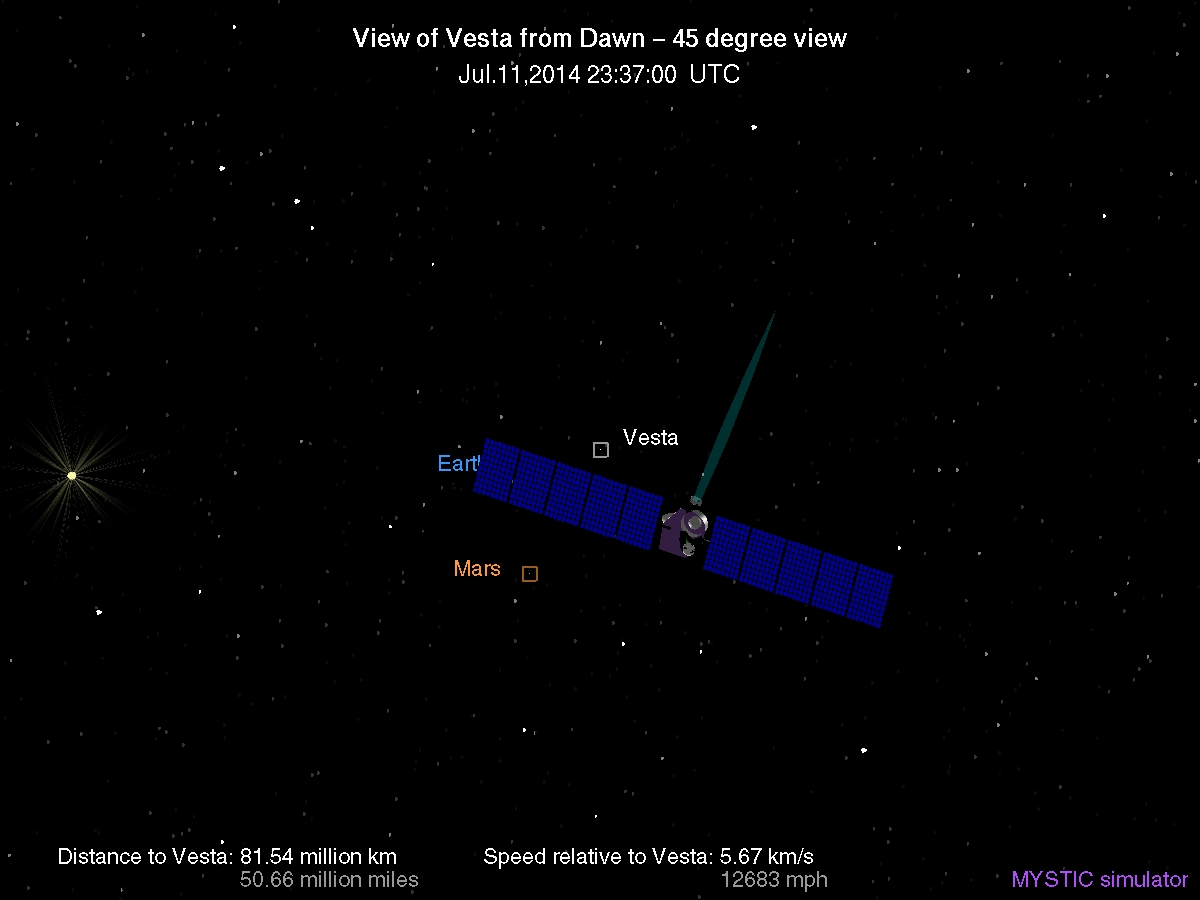 View of Vesta from Dawn – 45 degree view
Jul.11,2014 23:37:00 UTC
Vesta
Eart
Mars
Distance to Vesta: 81.54 million km
50.66 million miles
Speed relative to Vesta: 5.67 km/s
12683 mph
MYSTIC simulator